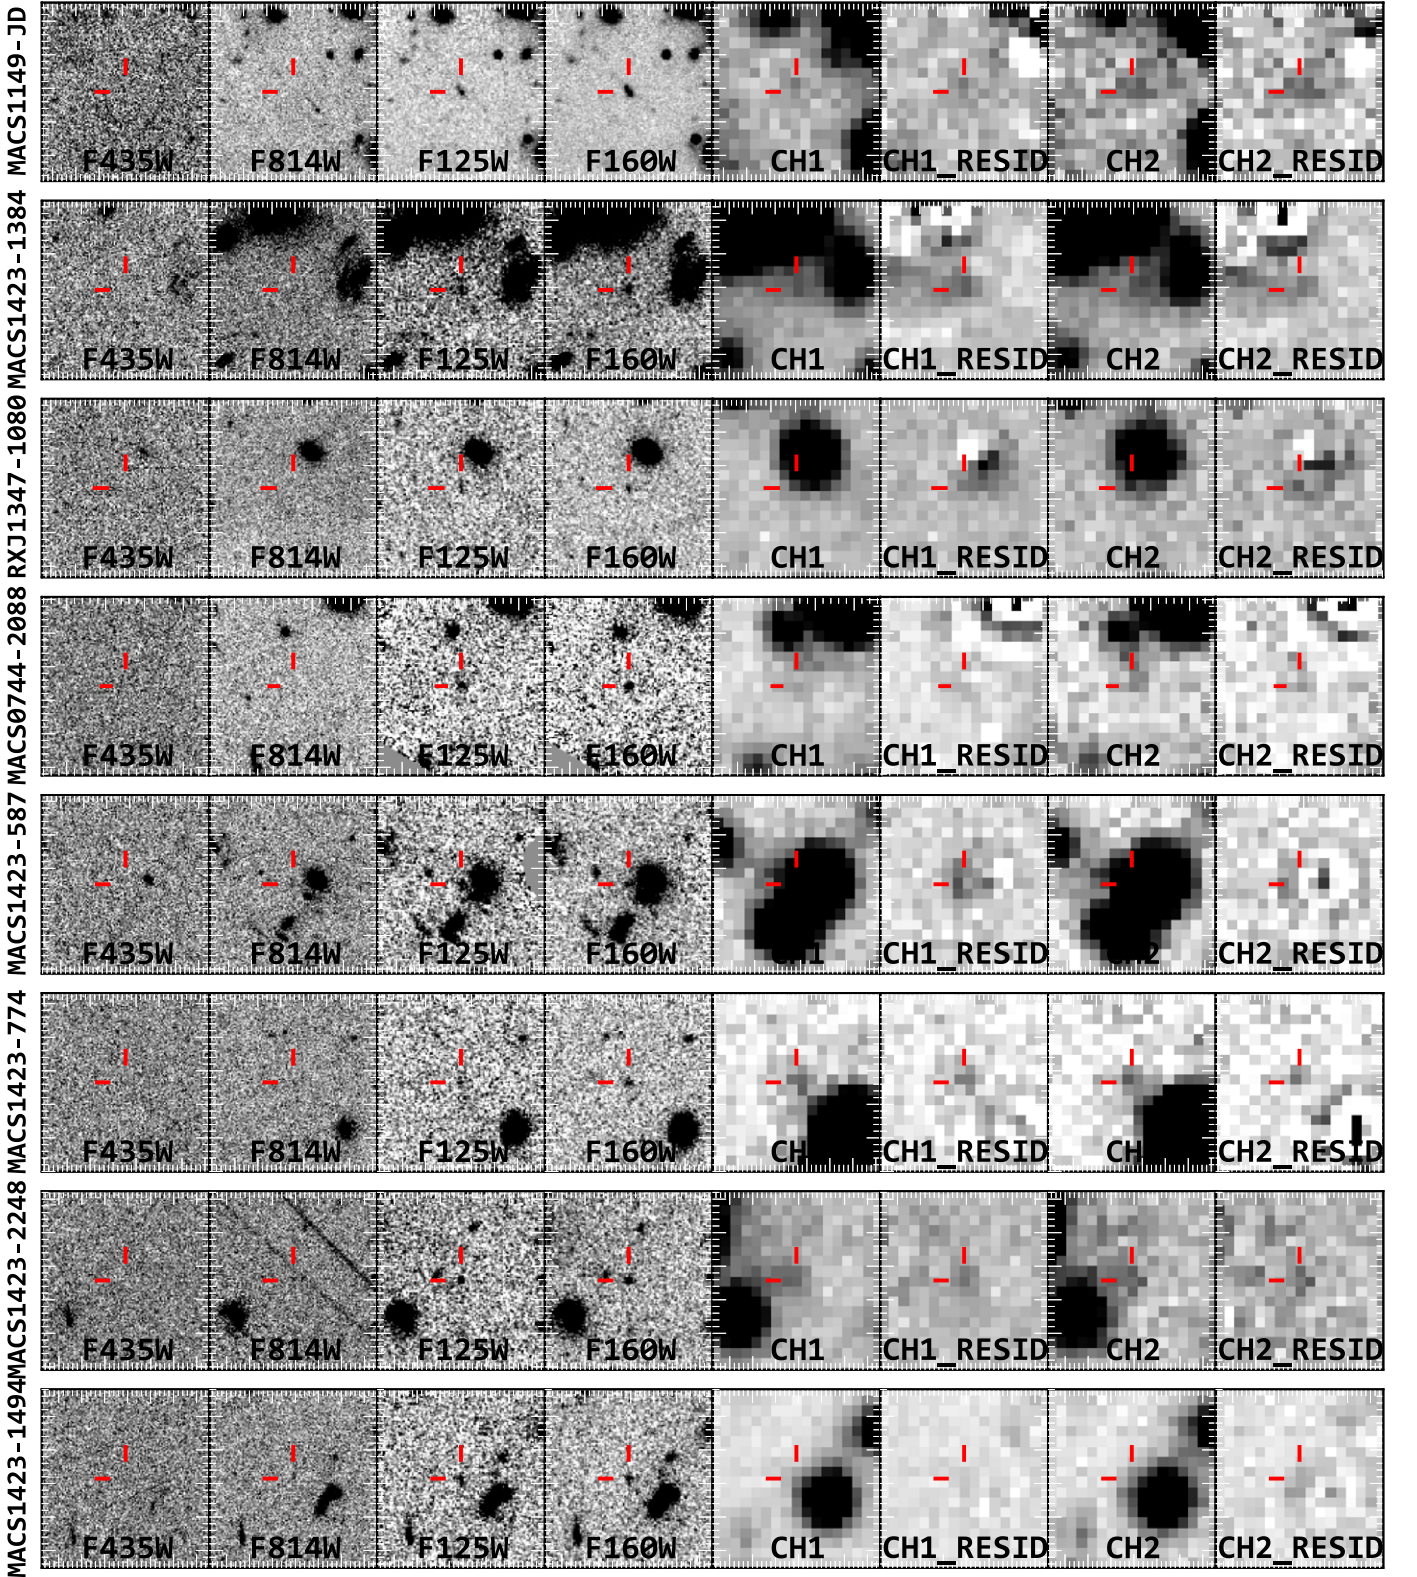 MACS1149-JD
F435W F814W F125W F160W CH1 CH1_RESID CH2 CH2_RESID
MACS1423-1384
F435W F814W F125W F160W CH1 CH1_RESID CH2 CH2_RESID
RXJ1347-1080
F435W F814W F125W F160W CH1 CH1_RESID CH2 CH2_RESID
MACS0744-2088
F435W F814W F125W F160W CH1 CH1_RESID CH2 CH2_RESID
MACS1423-587
F435W F814W F125W F160W CH1 CH1_RESID CH2 CH2_RESID
MACS1423-774
F435W F814W F125W F160W CH CH1_RESID CH CH2_RESID
MACS1423-2248
F435W F814W F125W F160W CH1 CH1_RESID CH2 CH2_RESID
MACS1423-1494
F435W F814W F125W F160W CH1 CH1_RESID CH2 CH2_RESID